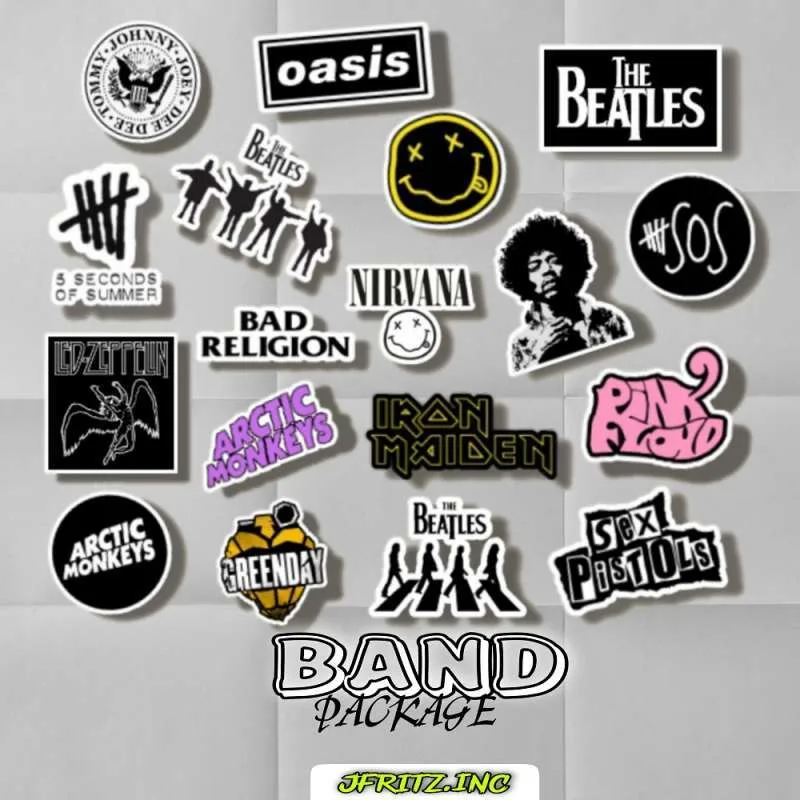 JOHNNY · JOEY · DEE DEE · TOMMY ·
oasis
THE
BEATLES
THE
BEATLES
5 SECONDS
OF SUMMER
SOS
NIRVANA
BAD
RELIGION
LED-ZEPPELIN
ARCTIC
MONKEYS
IRON
MAIDEN
PINK
FLOYD
ARCTIC
MONKEYS
GREENDAY
THE
BEATLES
SEX
PISTOLS
BAND
PACKAGE
JFRITZ.INC